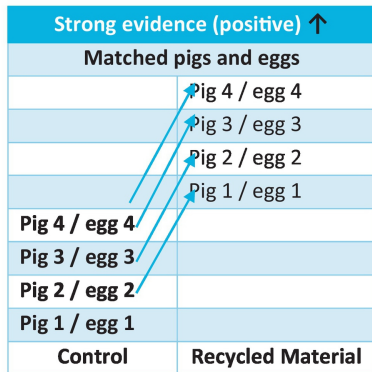 Strong evidence (positive) ↑
Matched pigs and eggs
Pig 4 / egg 4
Pig 3 / egg 3
Pig 2 / egg 2
Pig 1 / egg 1
Pig 4 / egg 4
Pig 3 / egg 3
Pig 2 / egg 2
Pig 1 / egg 1
Control Recycled Material